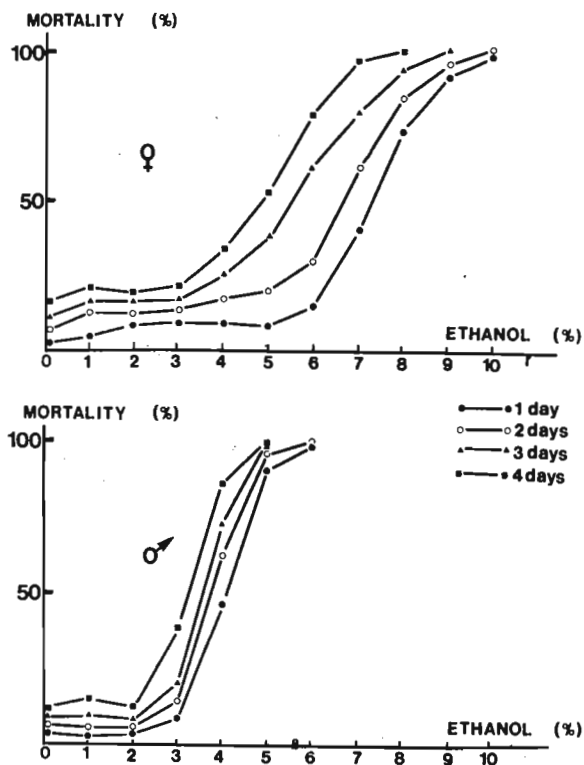 MORTALITY (%)
100
♀
50
ETHANOL (%)
0 1 2 3 4 5 6 7 8 9 10
MORTALITY (%)
100
1 day
2 days
3 days
4 days
♂
50
ETHANOL (%)
0 1 2 3 4 5 6 7 8 9 10